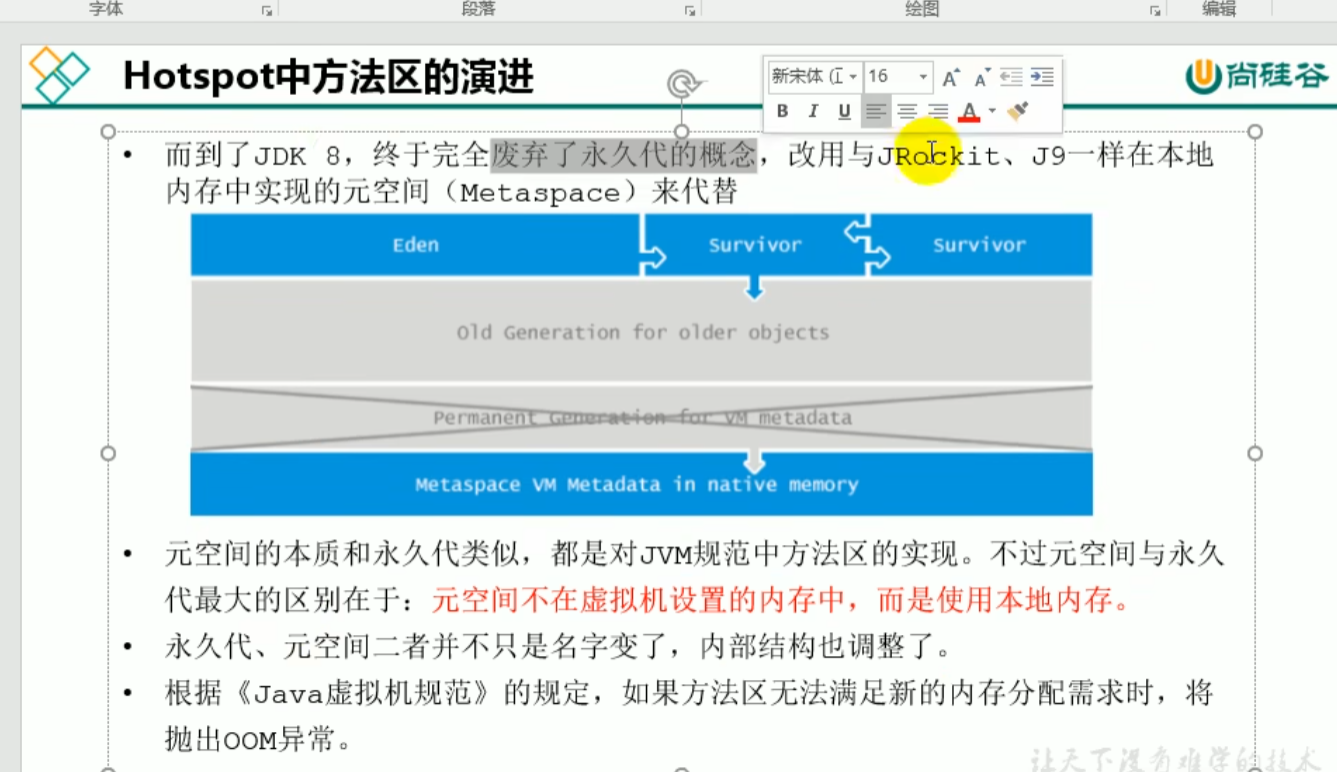 字体 段落 绘图 编辑
Hotspot中方法区的演进
新宋体 (正 16
B I U A
尚硅谷
• 而到了JDK 8，终于完全废弃了永久代的概念，改用与JRockit、J9一样在本地
内存中实现的元空间（Metaspace）来代替
Eden Survivor Survivor
Old Generation for older objects
Permanent Generation for VM metadata
Metaspace VM Metadata in native memory
• 元空间的本质和永久代类似，都是对JVM规范中方法区的实现。不过元空间与永久
代最大的区别在于：元空间不在虚拟机设置的内存中，而是使用本地内存。
• 永久代、元空间二者并不只是名字变了，内部结构也调整了。
• 根据《Java虚拟机规范》的规定，如果方法区无法满足新的内存分配需求时，将
抛出OOM异常。
让天下没有难学的技术